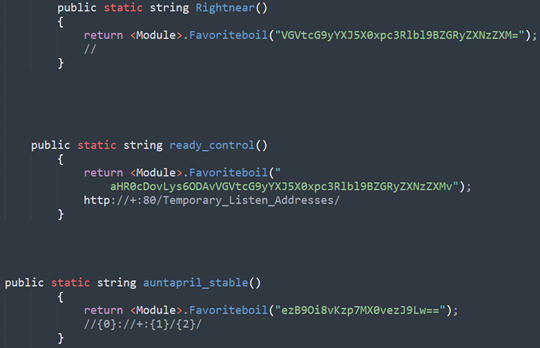 public static string Rightnear()
{
return <Module>.Favoriteboil("VGVtcG9yYXJ5X0xpc3Rlbl9BZGRyZXNzZXM=");
//
}
public static string ready_control()
{
return <Module>.Favoriteboil("
aHR0cDovLys6ODAvVGVtcG9yYXJ5X0xpc3Rlbl9BZGRyZXNzZXMv");
http://+:80/Temporary_Listen_Addresses/
}
public static string auntapril_stable()
{
return <Module>.Favoriteboil("ezB9Oi8vKzp7MX0vezJ9Lw==");
//{0}://+:{1}/{2}/
}